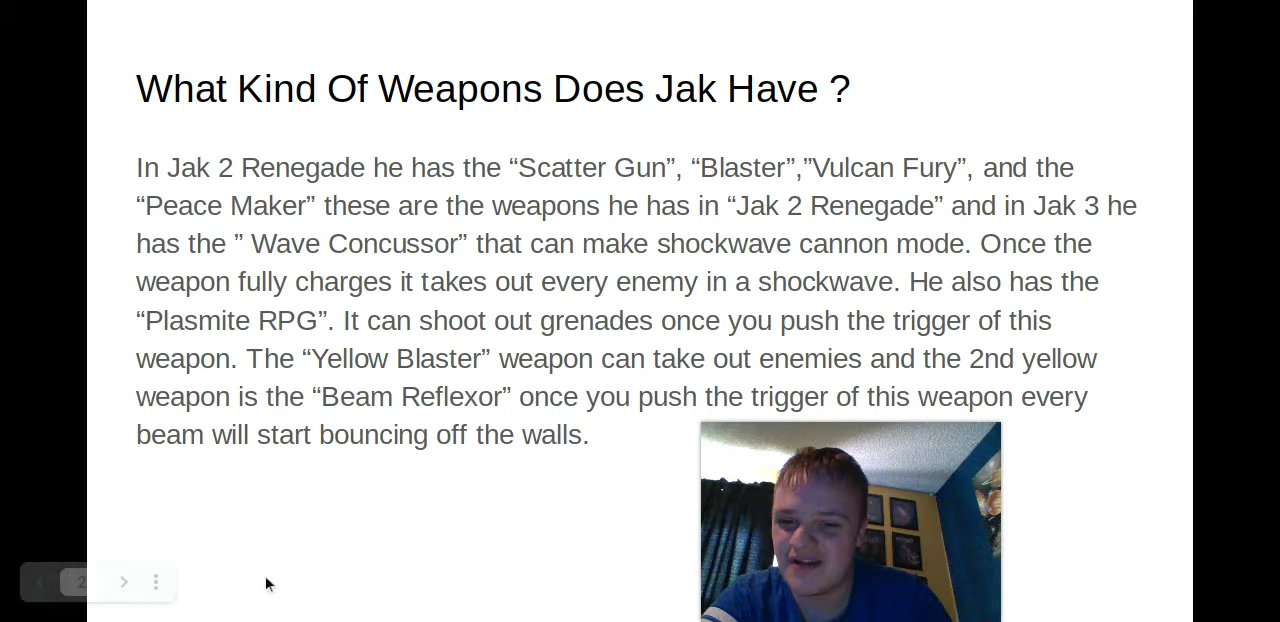 What Kind Of Weapons Does Jak Have ?
In Jak 2 Renegade he has the “Scatter Gun”, “Blaster”,”Vulcan Fury”, and the
“Peace Maker” these are the weapons he has in “Jak 2 Renegade” and in Jak 3 he
has the ” Wave Concussor” that can make shockwave cannon mode. Once the
weapon fully charges it takes out every enemy in a shockwave. He also has the
“Plasmite RPG”. It can shoot out grenades once you push the trigger of this
weapon. The “Yellow Blaster” weapon can take out enemies and the 2nd yellow
weapon is the “Beam Reflexor” once you push the trigger of this weapon every
beam will start bouncing off the walls.
2